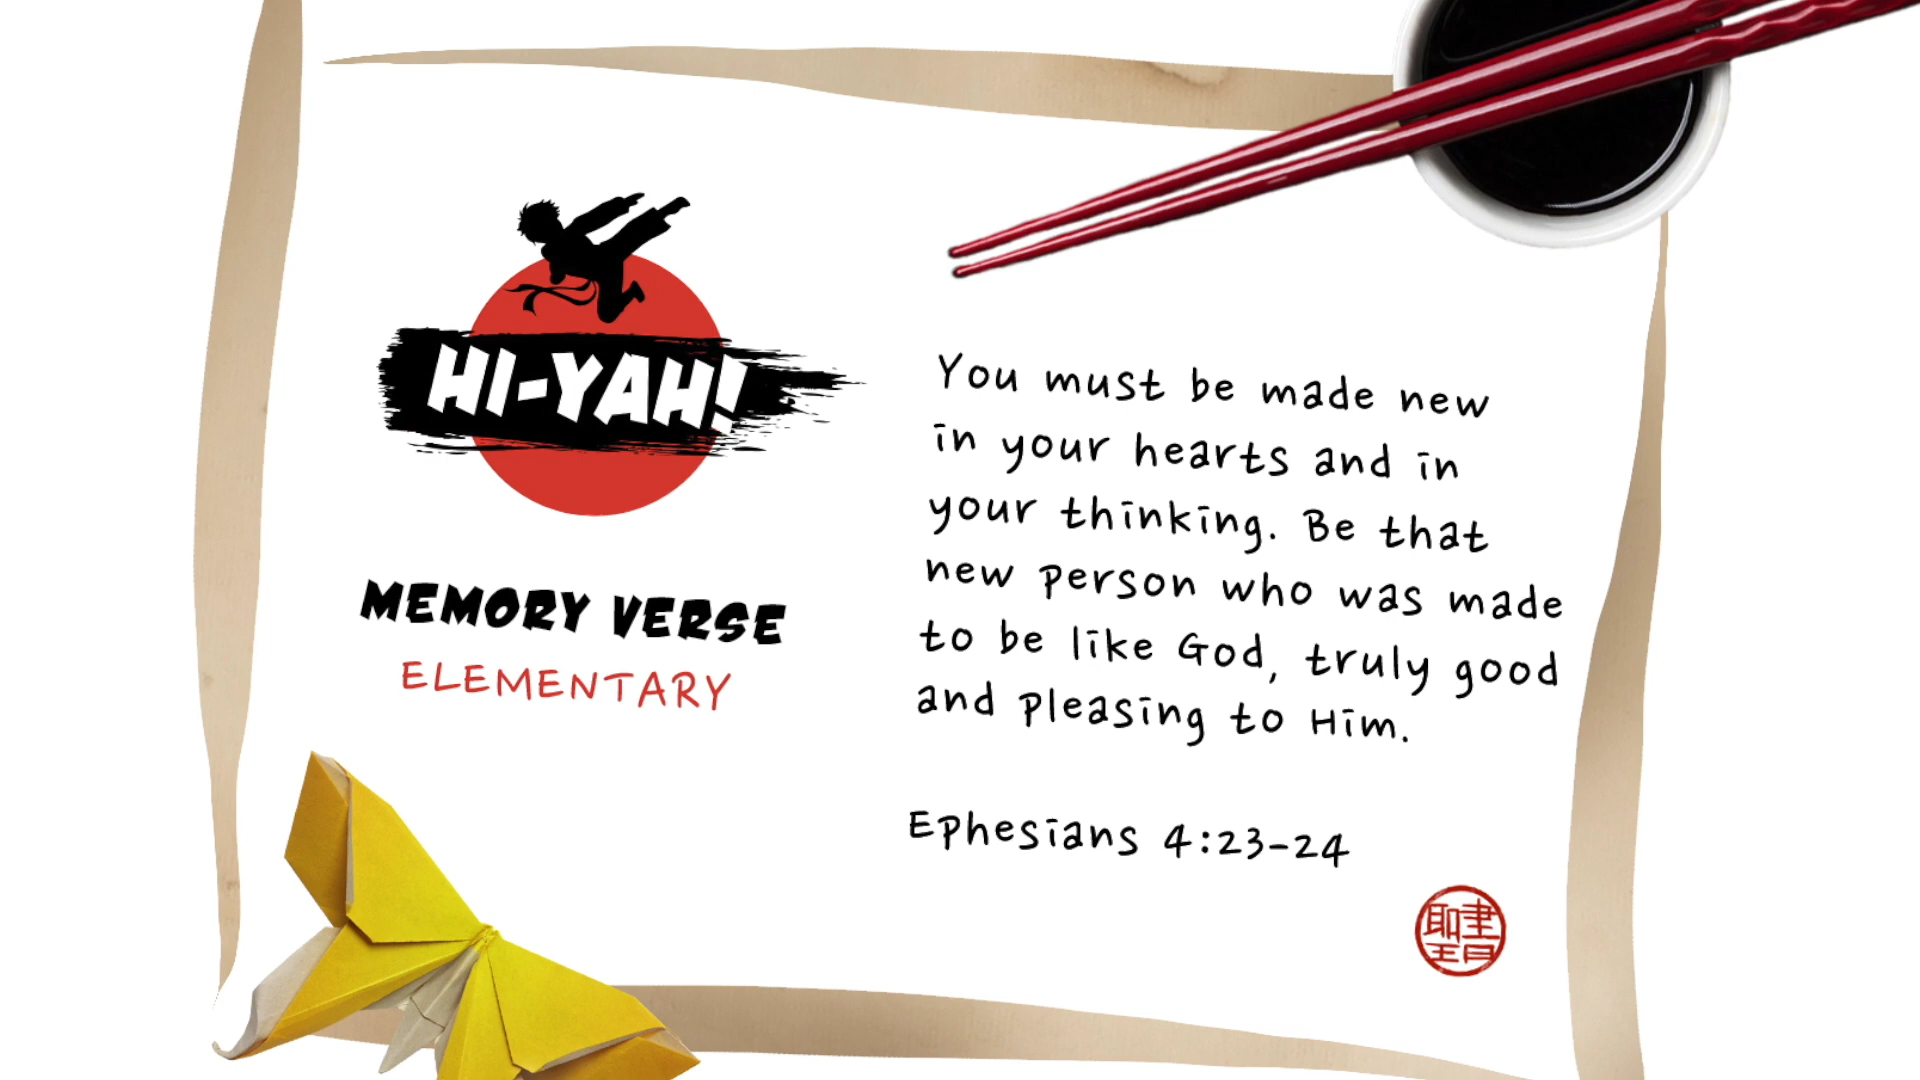 HI-YAH!
MEMORY VERSE
ELEMENTARY
You must be made new
in your hearts and in
your thinking. Be that
new person who was made
to be like God, truly good
and pleasing to Him.
Ephesians 4:23-24
聖書